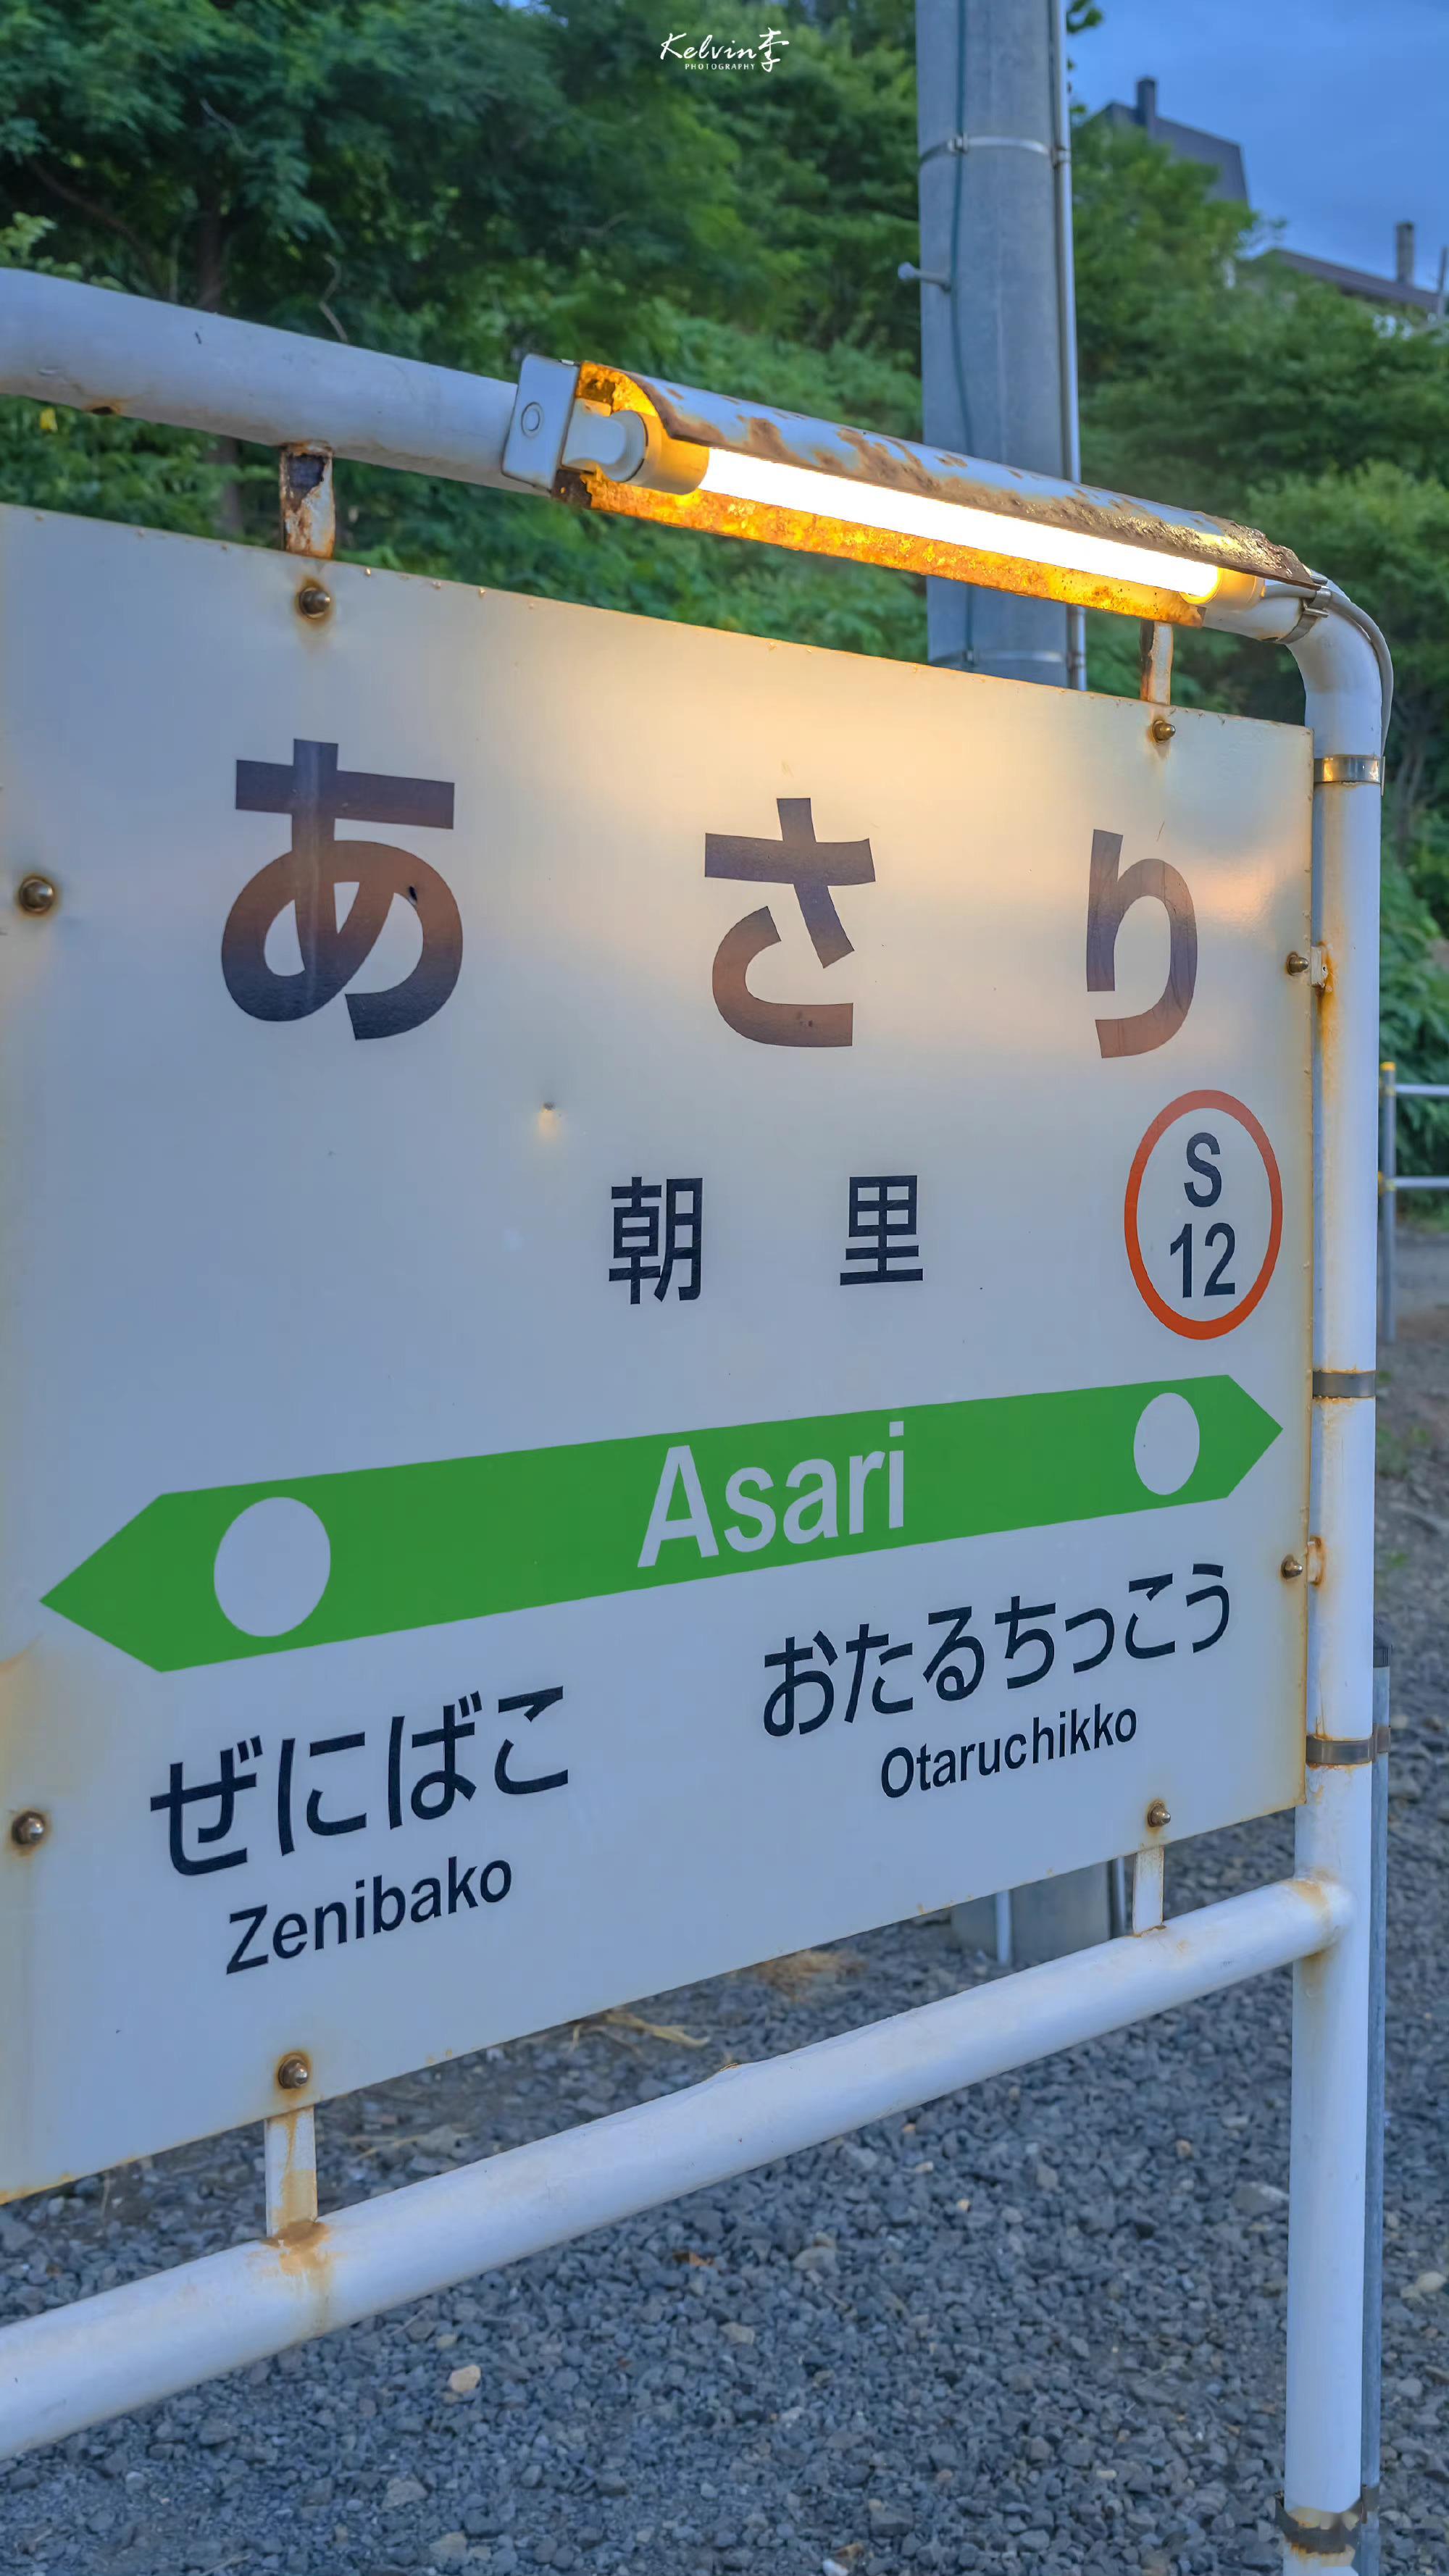 Kelvin李
PHOTOGRAPHY
あさり
朝里
S
12
Asari
おたるちっこう
Otaruchikko
ぜにばこ
Zenibako